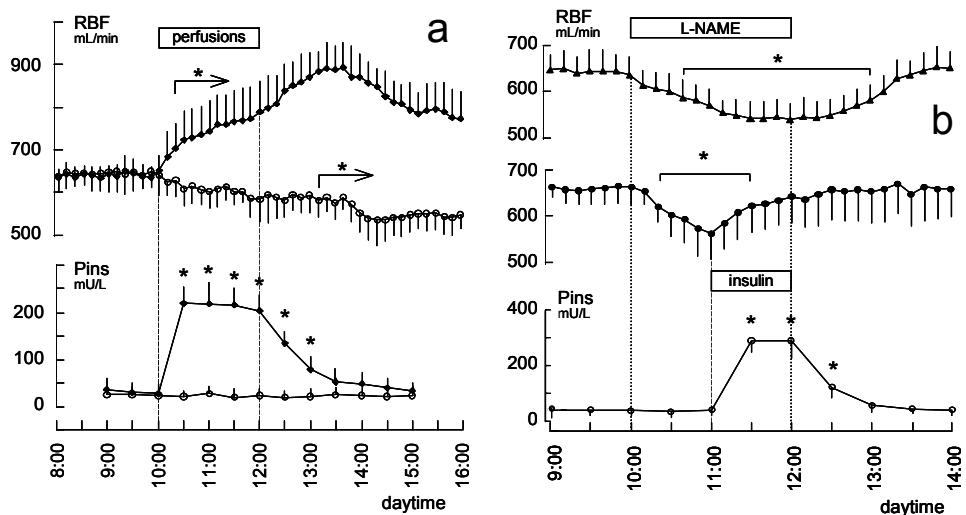 RBF
mL/min
perfusions
a
*
900
700
*
500
Pins
mU/L
* * * *
*
*
200
100
0
8:00 9:00 10:00 11:00 12:00 13:00 14:00 15:00 16:00
daytime
RBF
mL/min
L-NAME
700
*
600
500
b
700
*
600
500
insulin
Pins
mU/L
400
* *
200
*
0
9:00 10:00 11:00 12:00 13:00 14:00
daytime